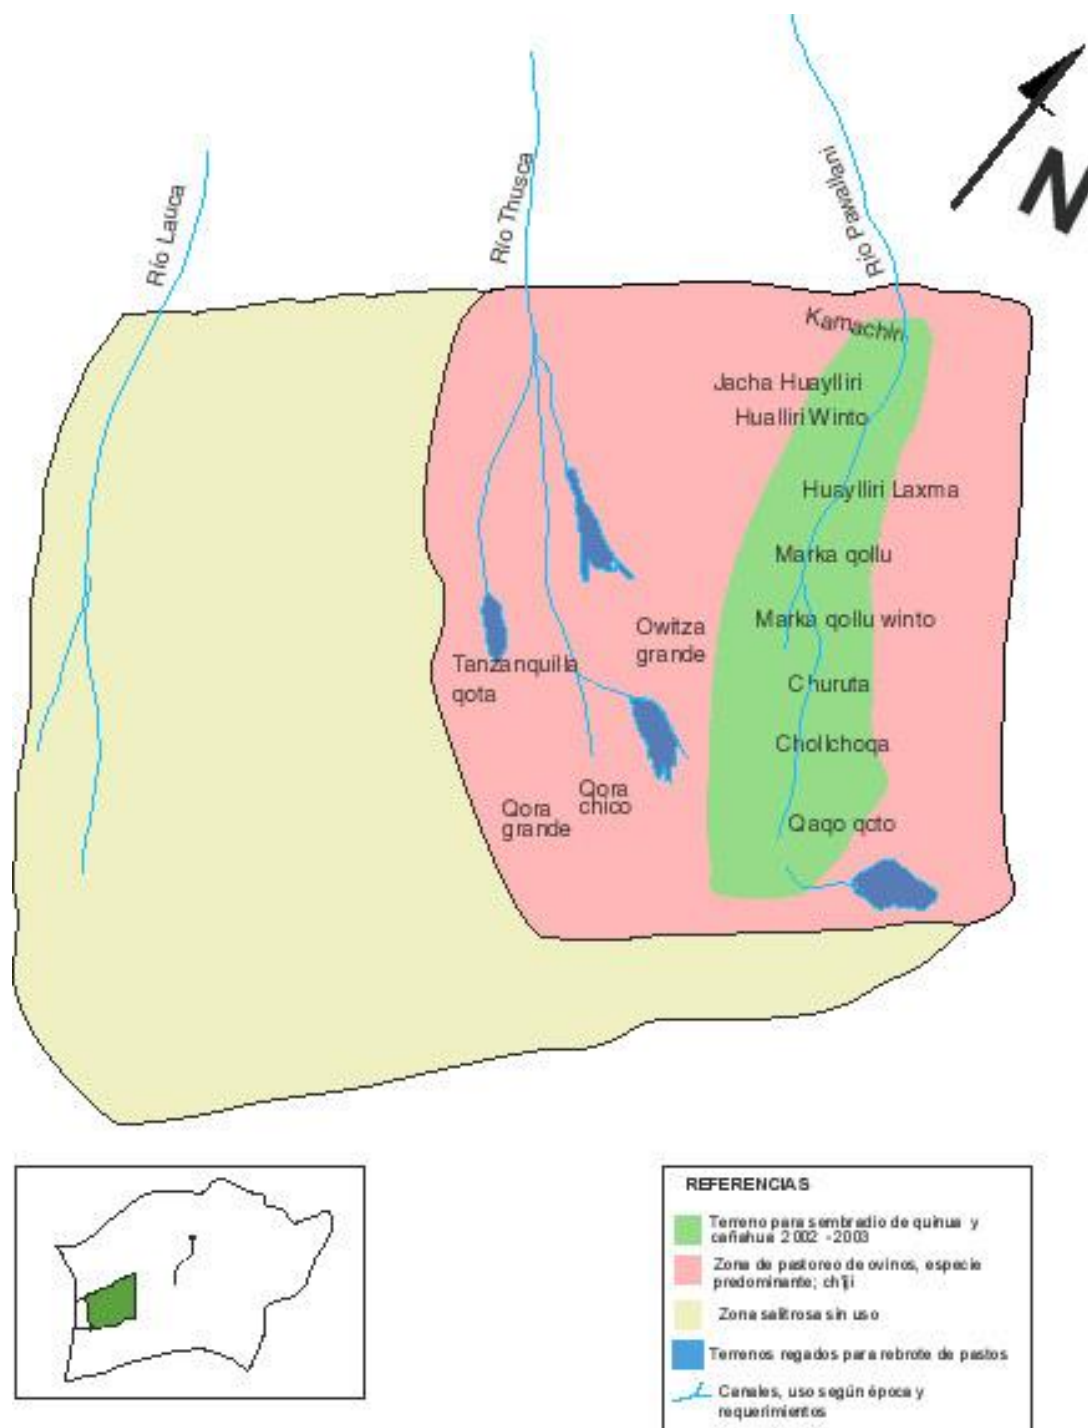 Río Lauca
Río Thusca
Río Pawallani
N
Kamachiri
Jacha Huaylliri
Hualliri Winto
Huaylliri Laxma
Marka qollu
Owitza
grande
Marka qollu winto
Tanzanquilla
qota
Churuta
Chollchoqa
Qora
chico
Qora
grande
Qaqo qoto
REFERENCIAS
Terreno para sembradio de quinua y
cañahua 2002 -2003
Zona de pastoreo de ovinos, especie
predominante; ch'iji
Zona salitrosa sin uso
Terrenos regados para rebrote de pastos
Canales, uso según época y
requerimientos